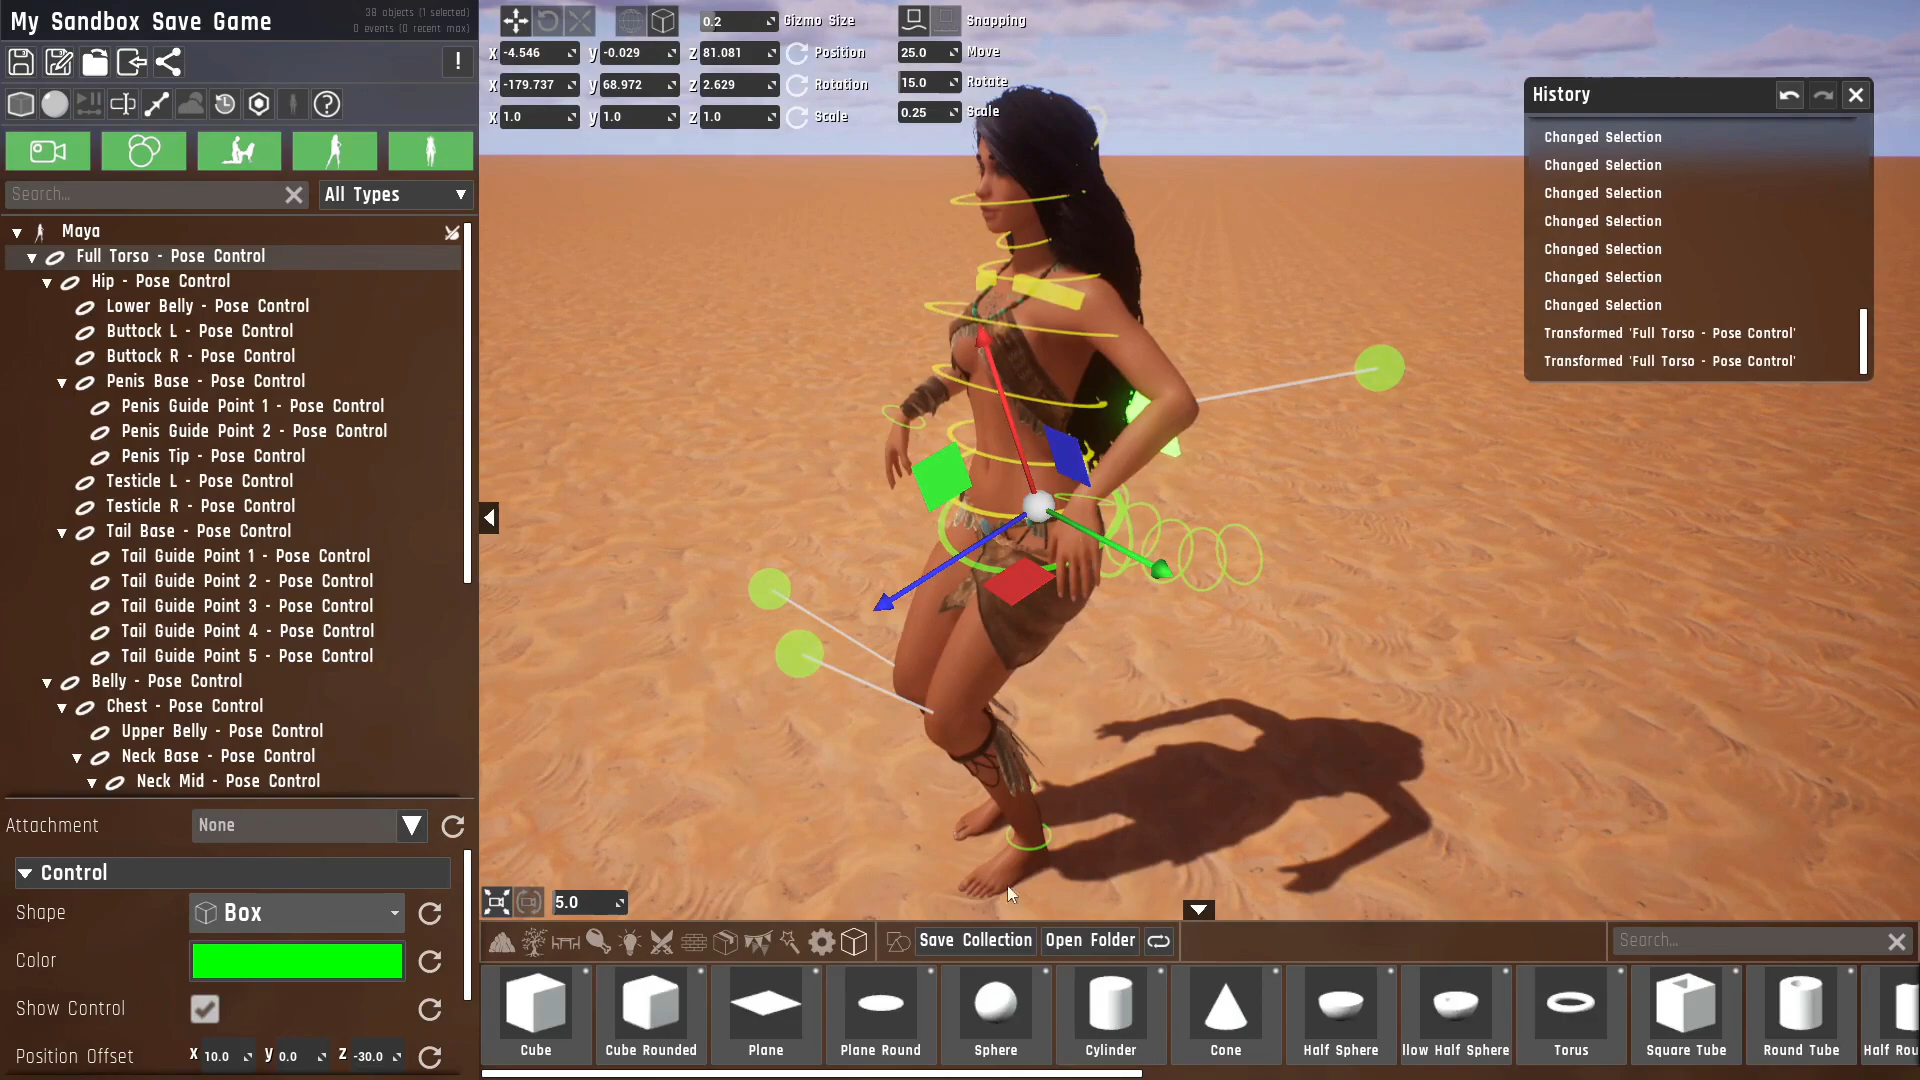 My Sandbox Save Game
38 objects (1 selected)
0 events (0 recent max)
!
?
Search...
All Types
Maya
Full Torso - Pose Control
Hip - Pose Control
Lower Belly - Pose Control
Buttock L - Pose Control
Buttock R - Pose Control
Penis Base - Pose Control
Penis Guide Point 1 - Pose Control
Penis Guide Point 2 - Pose Control
Penis Tip - Pose Control
Testicle L - Pose Control
Testicle R - Pose Control
Tail Base - Pose Control
Tail Guide Point 1 - Pose Control
Tail Guide Point 2 - Pose Control
Tail Guide Point 3 - Pose Control
Tail Guide Point 4 - Pose Control
Tail Guide Point 5 - Pose Control
Belly - Pose Control
Chest - Pose Control
Upper Belly - Pose Control
Neck Base - Pose Control
Neck Mid - Pose Control
Attachment None
Control
Shape Box
Color
Show Control
Position Offset X 10.0 y 0.0 Z -30.0
0.2 Gizmo Size Snapping
X -4.546 y -0.029 Z 81.081 Position 25.0 Move
X -179.737 y 68.972 Z 2.629 Rotation 15.0 Rotate
X 1.0 y 1.0 Z 1.0 Scale 0.25 Scale
History
Changed Selection
Changed Selection
Changed Selection
Changed Selection
Changed Selection
Changed Selection
Changed Selection
Transformed 'Full Torso - Pose Control'
Transformed 'Full Torso - Pose Control'
5.0
Save Collection Open Folder Search...
Cube Cube Rounded Plane Plane Round Sphere Cylinder Cone Half Sphere llow Half Sphere Torus Square Tube Round Tube Half Rou